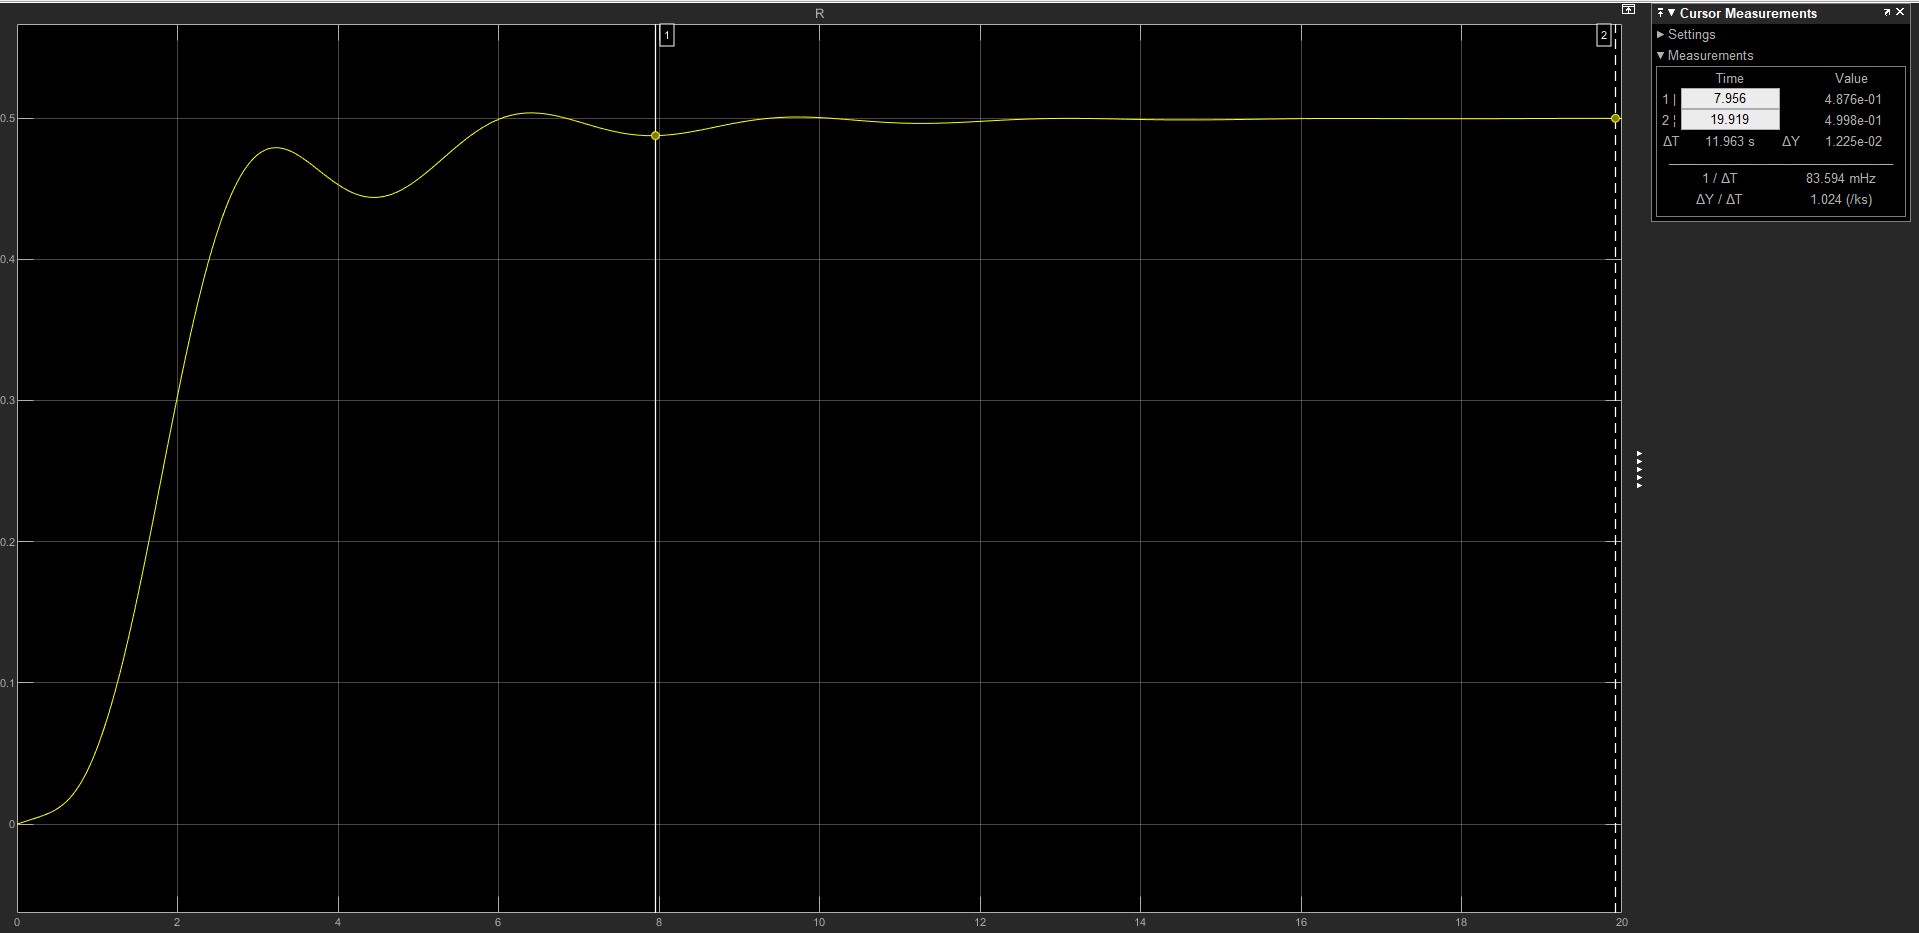 R
1
2
0.5
0.4
0.3
0.2
0.1
0
0 2 4 6 8 10 12 14 16 18 20
Cursor Measurements
Settings
Measurements
Time Value
1 | 7.956 4.876e-01
2 ¦ 19.919 4.998e-01
ΔT 11.963 s ΔY 1.225e-02
1 / ΔT 83.594 mHz
ΔY / ΔT 1.024 (/ks)